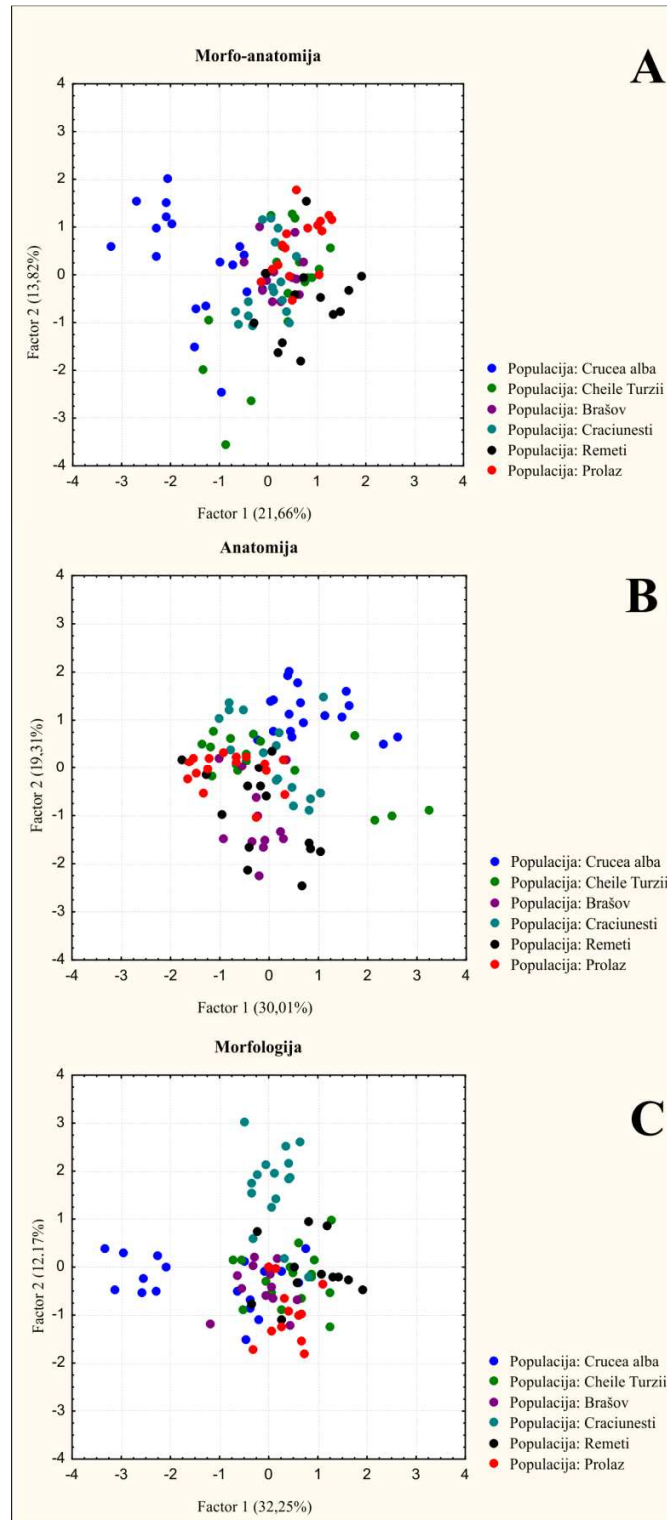 Morfo-anatomija
A
4
3
2
1
0
-1
-2
-3
-4
Factor 2 (13,82%)
-4 -3 -2 -1 0 1 2 3 4
Factor 1 (21,66%)
Populacija: Crucea alba
Populacija: Cheile Turzii
Populacija: Brašov
Populacija: Craciunesti
Populacija: Remeti
Populacija: Prolaz
Anatomija
B
4
3
2
1
0
-1
-2
-3
-4
Factor 2 (19,31%)
-4 -3 -2 -1 0 1 2 3 4
Factor 1 (30,01%)
Populacija: Crucea alba
Populacija: Cheile Turzii
Populacija: Brašov
Populacija: Craciunesti
Populacija: Remeti
Populacija: Prolaz
Morfologija
C
4
3
2
1
0
-1
-2
-3
-4
Factor 2 (12.17%)
-4 -3 -2 -1 0 1 2 3 4
Factor 1 (32,25%)
Populacija: Crucea alba
Populacija: Cheile Turzii
Populacija: Brašov
Populacija: Craciunesti
Populacija: Remeti
Populacija: Prolaz